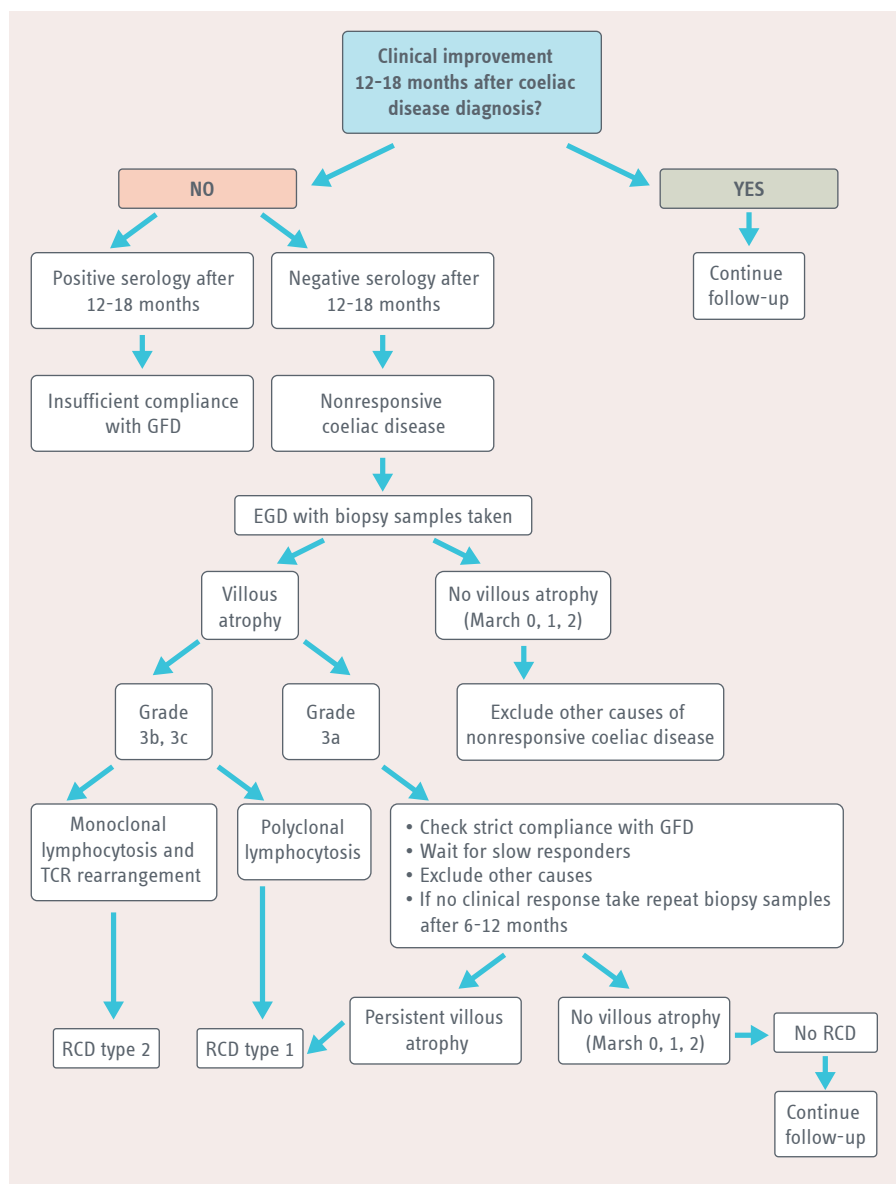 Clinical improvement
12-18 months after coeliac
disease diagnosis?
NO
YES
Positive serology after
12-18 months
Negative serology after
12-18 months
Continue
follow-up
Insufficient compliance
with GFD
Nonresponsive
coeliac disease
EGD with biopsy samples taken
Villous
atrophy
No villous atrophy
(March 0, 1, 2)
Grade
3b, 3c
Grade
3a
Exclude other causes of
nonresponsive coeliac disease
Monoclonal
lymphocytosis and
TCR rearrangement
Polyclonal
lymphocytosis
• Check strict compliance with GFD
• Wait for slow responders
• Exclude other causes
• If no clinical response take repeat biopsy samples
after 6-12 months
RCD type 2
RCD type 1
Persistent villous
atrophy
No villous atrophy
(Marsh 0, 1, 2)
No RCD
Continue
follow-up